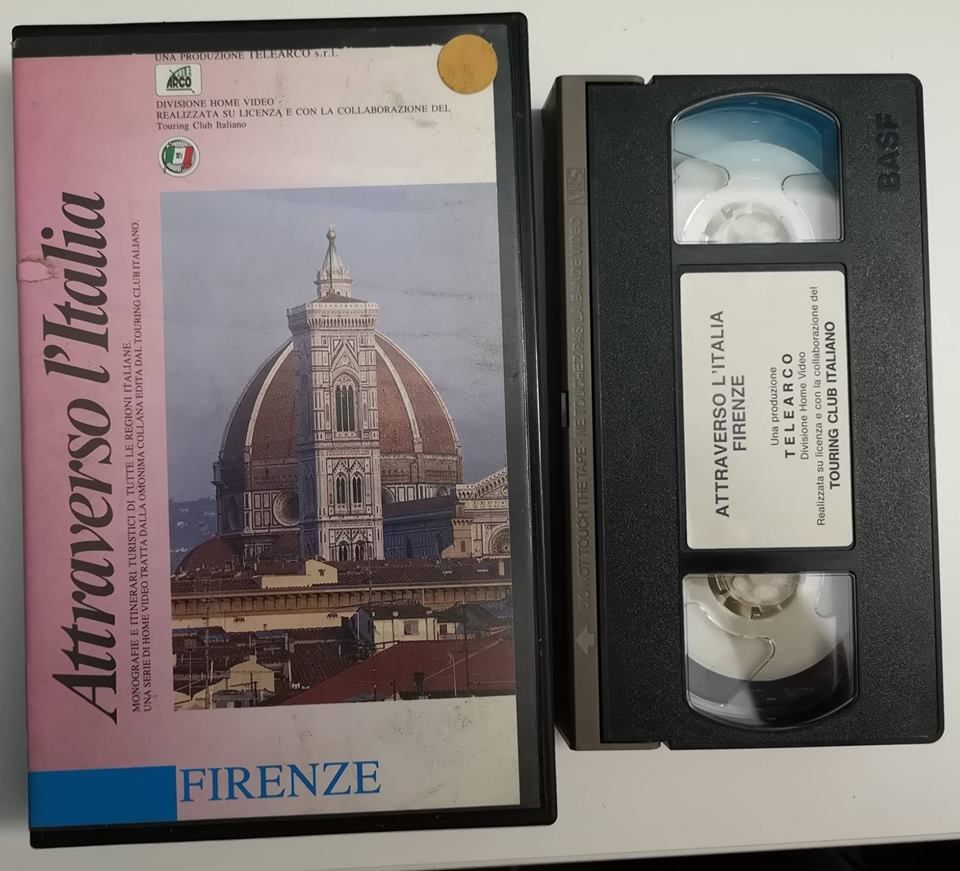 UNA PRODUZIONE TELEARCO s.r.l.
TELE
ARCO
DIVISIONE HOME VIDEO -
REALIZZATA SU LICENZA E CON LA COLLABORAZIONE DEL
Touring Club Italiano
Attraverso l'Italia
MONOGRAFIE E ITINERARI TURISTICI DI TUTTE LE REGIONI ITALIANE.
UNA SERIE DI HOME VIDEO TRATTA DALLA OMONIMA COLLANA EDITA DAL TOURING CLUB ITALIANO.
FIRENZE
TOUCH THE TAPE · NE TOUCHEZ PAS LA BANDE VIDEO
BASF
ATTRAVERSO L'ITALIA
FIRENZE
Una produzione
TELEARCO
Divisione Home Video
Realizzata su licenza e con la collaborazione del
TOURING CLUB ITALIANO